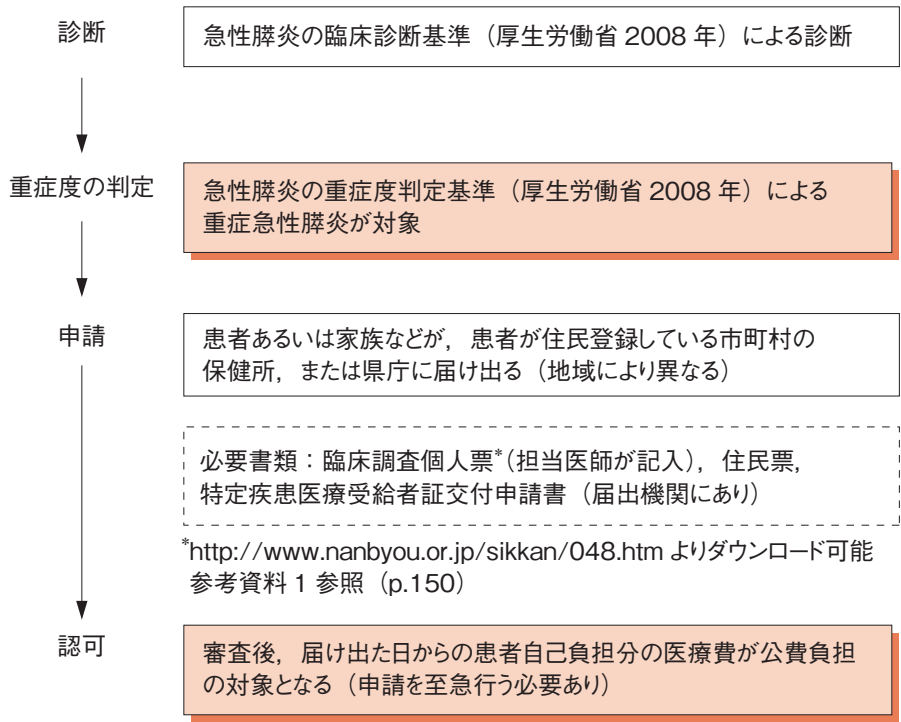 診断
急性膵炎の臨床診断基準（厚生労働省 2008 年）による診断
重症度の判定
急性膵炎の重症度判定基準（厚生労働省 2008 年）による
重症急性膵炎が対象
申請
患者あるいは家族などが，患者が住民登録している市町村の
保健所，または県庁に届け出る（地域により異なる）
必要書類：臨床調査個人票*（担当医師が記入），住民票，
特定疾患医療受給者証交付申請書（届出機関にあり）
*http://www.nanbyou.or.jp/sikkan/048.htm よりダウンロード可能
参考資料 1 参照（p.150）
認可
審査後，届け出た日からの患者自己負担分の医療費が公費負担
の対象となる（申請を至急行う必要あり）